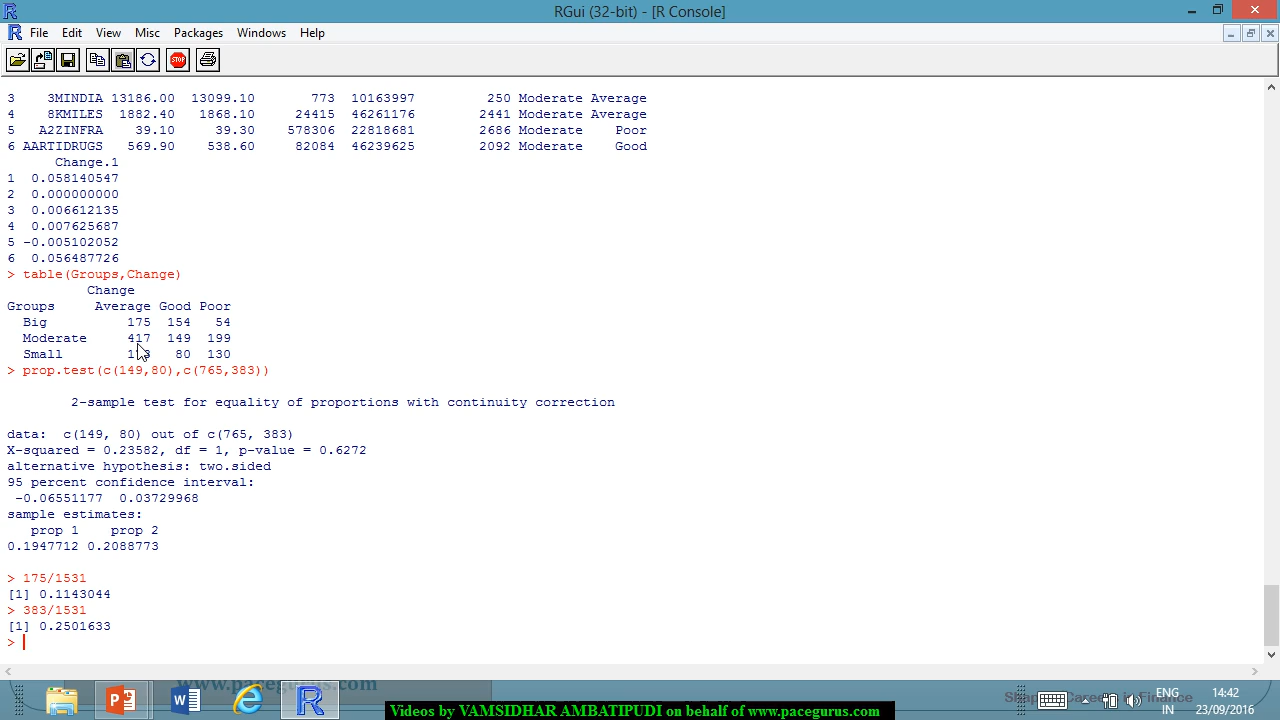 RGui (32-bit) - [R Console]
File Edit View Misc Packages Windows Help
STOP
3 3MINDIA 13186.00 13099.10 773 10163997 250 Moderate Average
4 8KMILES 1882.40 1868.10 24415 46261176 2441 Moderate Average
5 A2ZINFRA 39.10 39.30 578306 22818681 2686 Moderate Poor
6 AARTIDRUGS 569.90 538.60 82084 46239625 2092 Moderate Good
Change.1
1 0.058140547
2 0.000000000
3 0.006612135
4 0.007625687
5 -0.005102052
6 0.056487726
> table(Groups,Change)
Change
Groups Average Good Poor
Big 175 154 54
Moderate 417 149 199
Small 80 130
> prop.test(c(149,80),c(765,383))
2-sample test for equality of proportions with continuity correction
data: c(149, 80) out of c(765, 383)
X-squared = 0.23582, df = 1, p-value = 0.6272
alternative hypothesis: two.sided
95 percent confidence interval:
-0.06551177 0.03729968
sample estimates:
prop 1 prop 2
0.1947712 0.2088773
> 175/1531
[1] 0.1143044
> 383/1531
[1] 0.2501633
>
www.pacegurus.com
ENG 14:42
IN 23/09/2016
Videos by VAMSIDHAR AMBATIPUDI on behalf of www.pacegurus.com